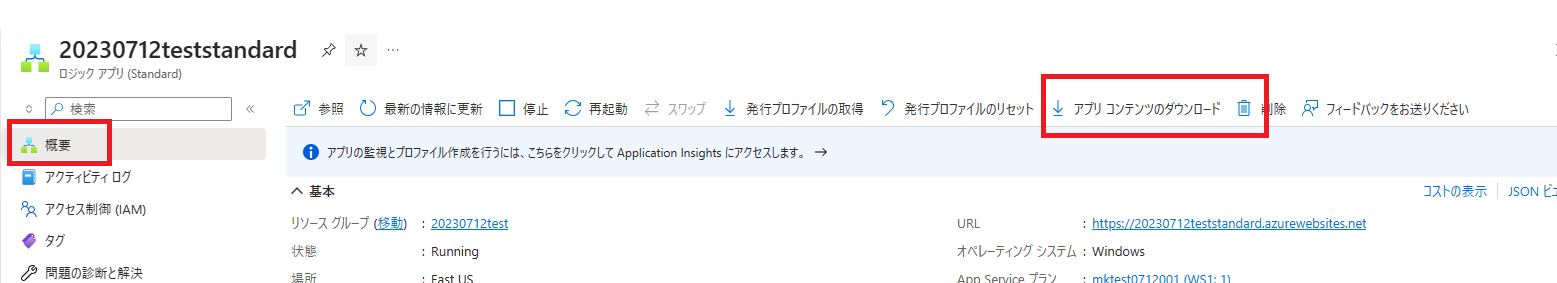 20230712teststandard
ロジック アプリ (Standard)
検索
参照 最新の情報に更新 停止 再起動 スワップ 発行プロファイルの取得 発行プロファイルのリセット アプリ コンテンツのダウンロード 削除 フィードバックをお送りください
概要
アプリの監視とプロファイル作成を行うには、こちらをクリックして Application Insights にアクセスします。 →
アクティビティ ログ
基本
コストの表示 JSON ビ
アクセス制御 (IAM)
リソース グループ (移動) : 20230712test
URL : https://20230712teststandard.azurewebsites.net
タグ
状態 : Running
オペレーティング システム : Windows
問題の診断と解決
場所 : East US
App Service プラン : mktest0712001 (WS1: 1)